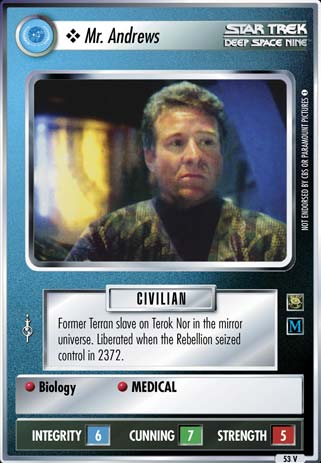 ❖ Mr. Andrews
STAR TREK
DEEP SPACE NINE
NOT ENDORSED BY CBS OR PARAMOUNT PICTURES
CIVILIAN
Former Terran slave on Terok Nor in the mirror
universe. Liberated when the Rebellion seized
control in 2372.
M
Biology MEDICAL
INTEGRITY 6 CUNNING 7 STRENGTH 5
53 V